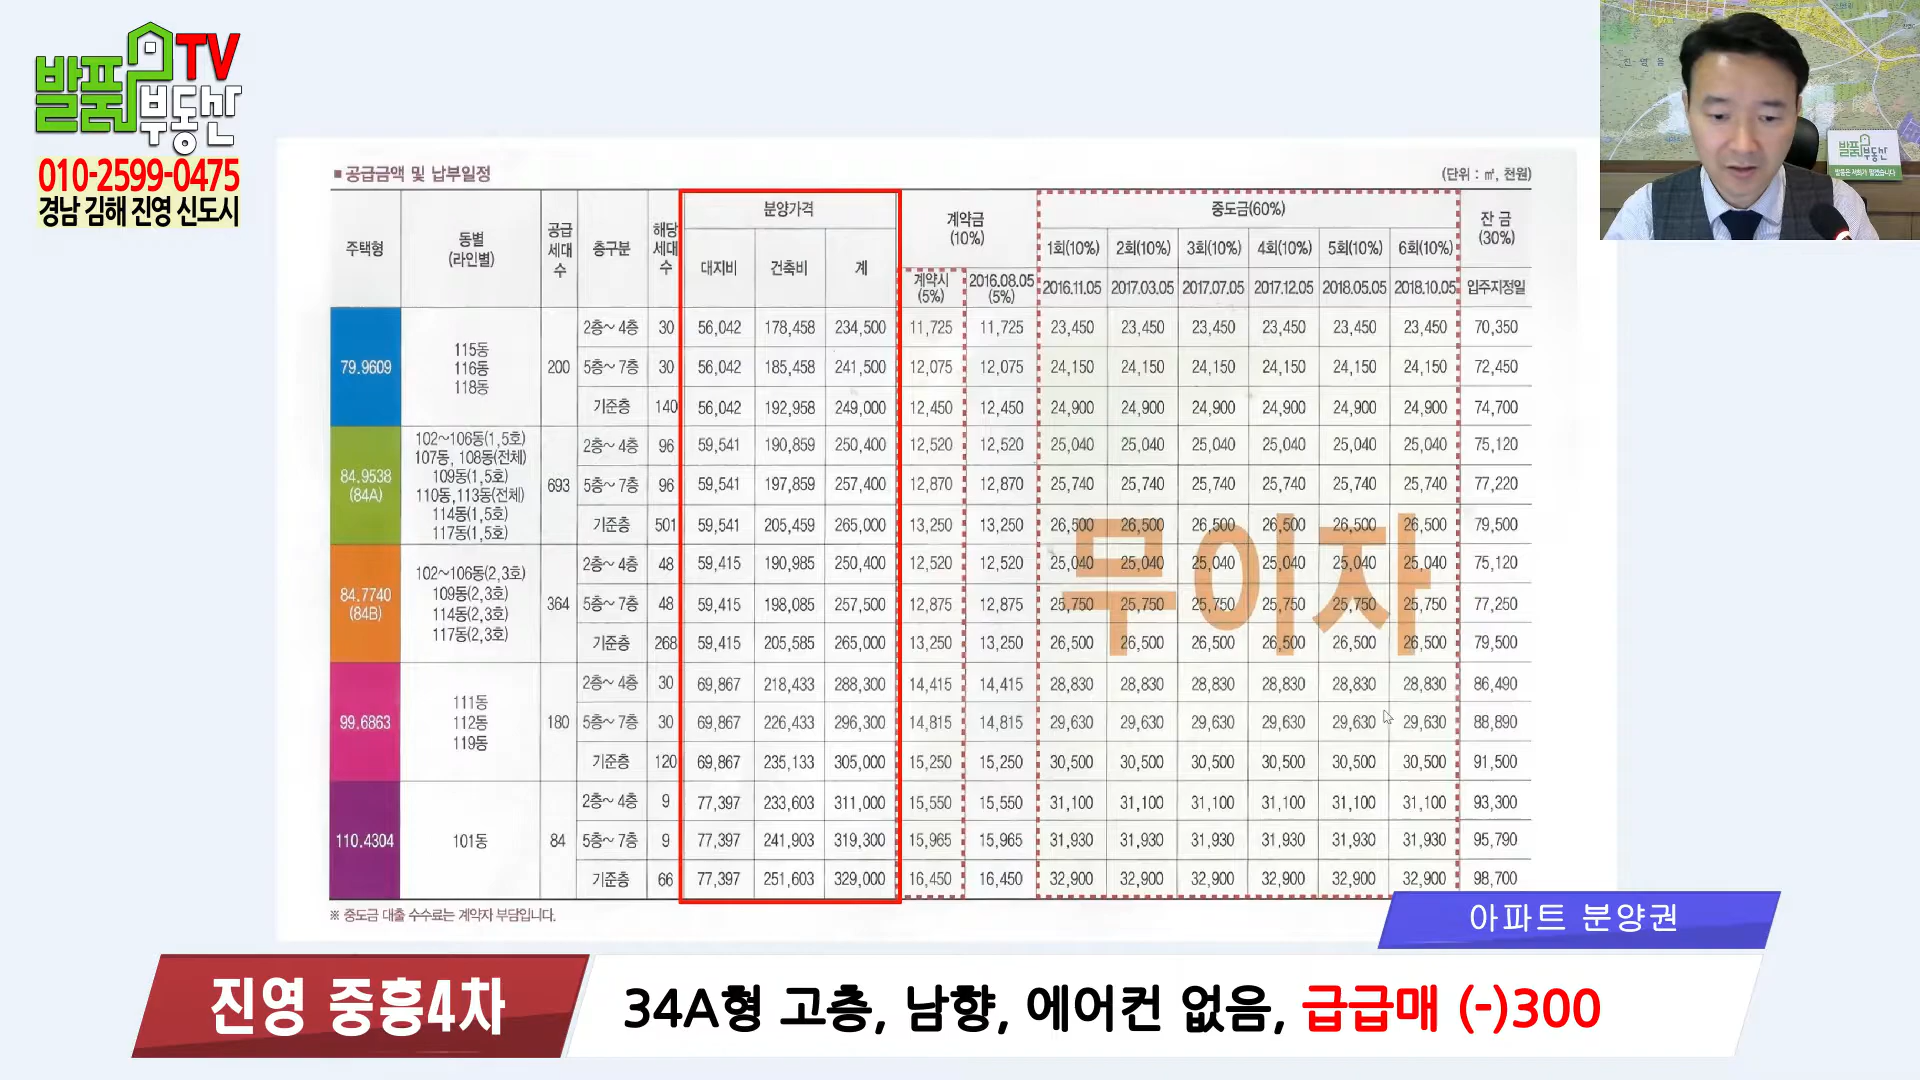 발품부동산TV
010-2599-0475
경남 김해 진영 신도시
진영읍
발품부동산
발품은 저희가 팔겠습니다
■공급금액 및 납부일정
(단위 : ㎡, 천원)
주택형 동별 (라인별) 공급 세대 수 층구분 해당 세대 수 분양가격 계약금 (10%) 중도금(60%) 잔 금 (30%)
대지비 건축비 계 1회(10%) 2회(10%) 3회(10%) 4회(10%) 5회(10%) 6회(10%)
계약시 (5%) 2016.08.05 (5%) 2016.11.05 2017.03.05 2017.07.05 2017.12.05 2018.05.05 2018.10.05 입주지정일
79.9609 115동 116동 118동 200 2층~ 4층 30 56,042 178,458 234,500 11,725 11,725 23,450 23,450 23,450 23,450 23,450 23,450 70,350
5층~ 7층 30 56,042 185,458 241,500 12,075 12,075 24,150 24,150 24,150 24,150 24,150 24,150 72,450
기준층 140 56,042 192,958 249,000 12,450 12,450 24,900 24,900 24,900 24,900 24,900 24,900 74,700
84.9538 (84A) 102~106동(1,5호) 107동, 108동(전체) 109동(1,5호) 110동,113동(전체) 114동(1,5호) 117동(1,5호) 693 2층~ 4층 96 59,541 190,859 250,400 12,520 12,520 25,040 25,040 25,040 25,040 25,040 25,040 75,120
5층~ 7층 96 59,541 197,859 257,400 12,870 12,870 25,740 25,740 25,740 25,740 25,740 25,740 77,220
기준층 501 59,541 205,459 265,000 13,250 13,250 26,500 26,500 26,500 26,500 26,500 26,500 79,500
84.7740 (84B) 102~106동(2,3호) 109동(2,3호) 114동(2,3호) 117동(2,3호) 364 2층~ 4층 48 59,415 190,985 250,400 12,520 12,520 25,040 25,040 25,040 25,040 25,040 25,040 75,120
5층~ 7층 48 59,415 198,085 257,500 12,875 12,875 25,750 25,750 25,750 25,750 25,750 25,750 77,250
기준층 268 59,415 205,585 265,000 13,250 13,250 26,500 26,500 26,500 26,500 26,500 26,500 79,500
무이자
99.6863 111동 112동 119동 180 2층~ 4층 30 69,867 218,433 288,300 14,415 14,415 28,830 28,830 28,830 28,830 28,830 28,830 86,490
5층~ 7층 30 69,867 226,433 296,300 14,815 14,815 29,630 29,630 29,630 29,630 29,630 29,630 88,890
기준층 120 69,867 235,133 305,000 15,250 15,250 30,500 30,500 30,500 30,500 30,500 30,500 91,500
110.4304 101동 84 2층~ 4층 9 77,397 233,603 311,000 15,550 15,550 31,100 31,100 31,100 31,100 31,100 31,100 93,300
5층~ 7층 9 77,397 241,903 319,300 15,965 15,965 31,930 31,930 31,930 31,930 31,930 31,930 95,790
기준층 66 77,397 251,603 329,000 16,450 16,450 32,900 32,900 32,900 32,900 32,900 32,900 98,700
※ 중도금 대출 수수료는 계약자 부담입니다.
아파트 분양권
진영 중흥4차
34A형 고층, 남향, 에어컨 없음, 급급매 (-)300